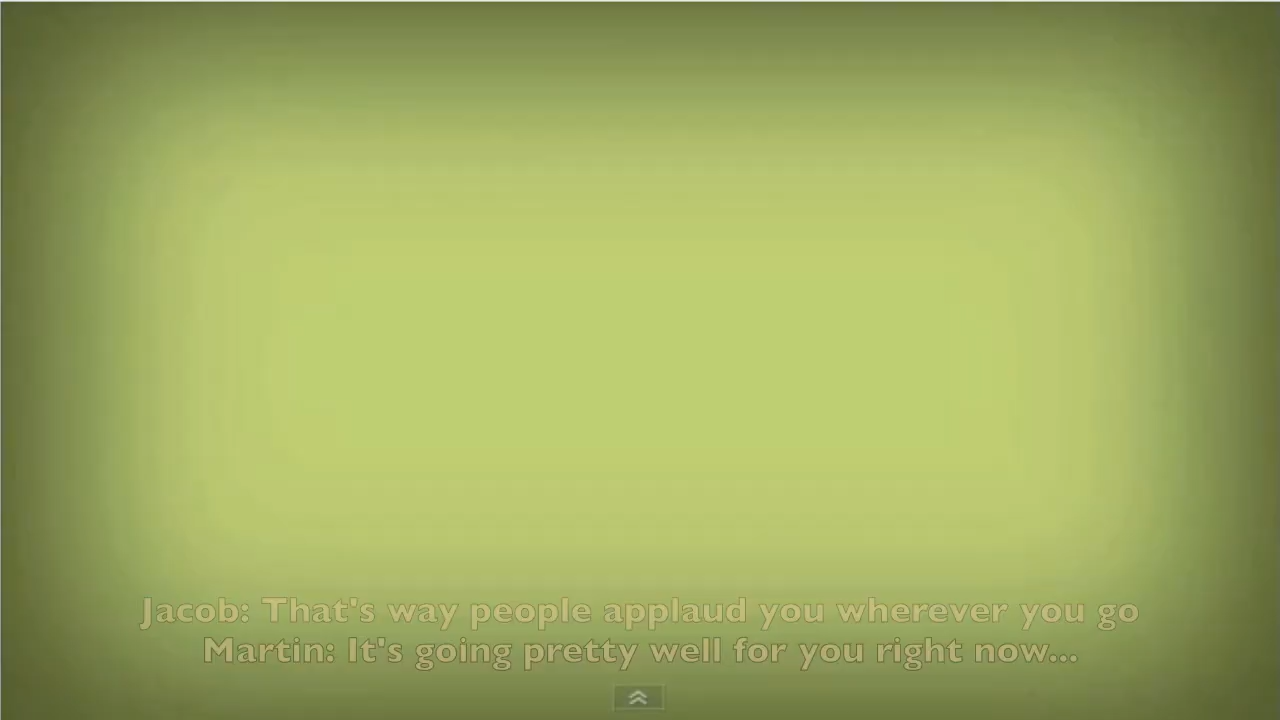 Jacob: That's way people applaud you wherever you go
Martin: It's going pretty well for you right now...